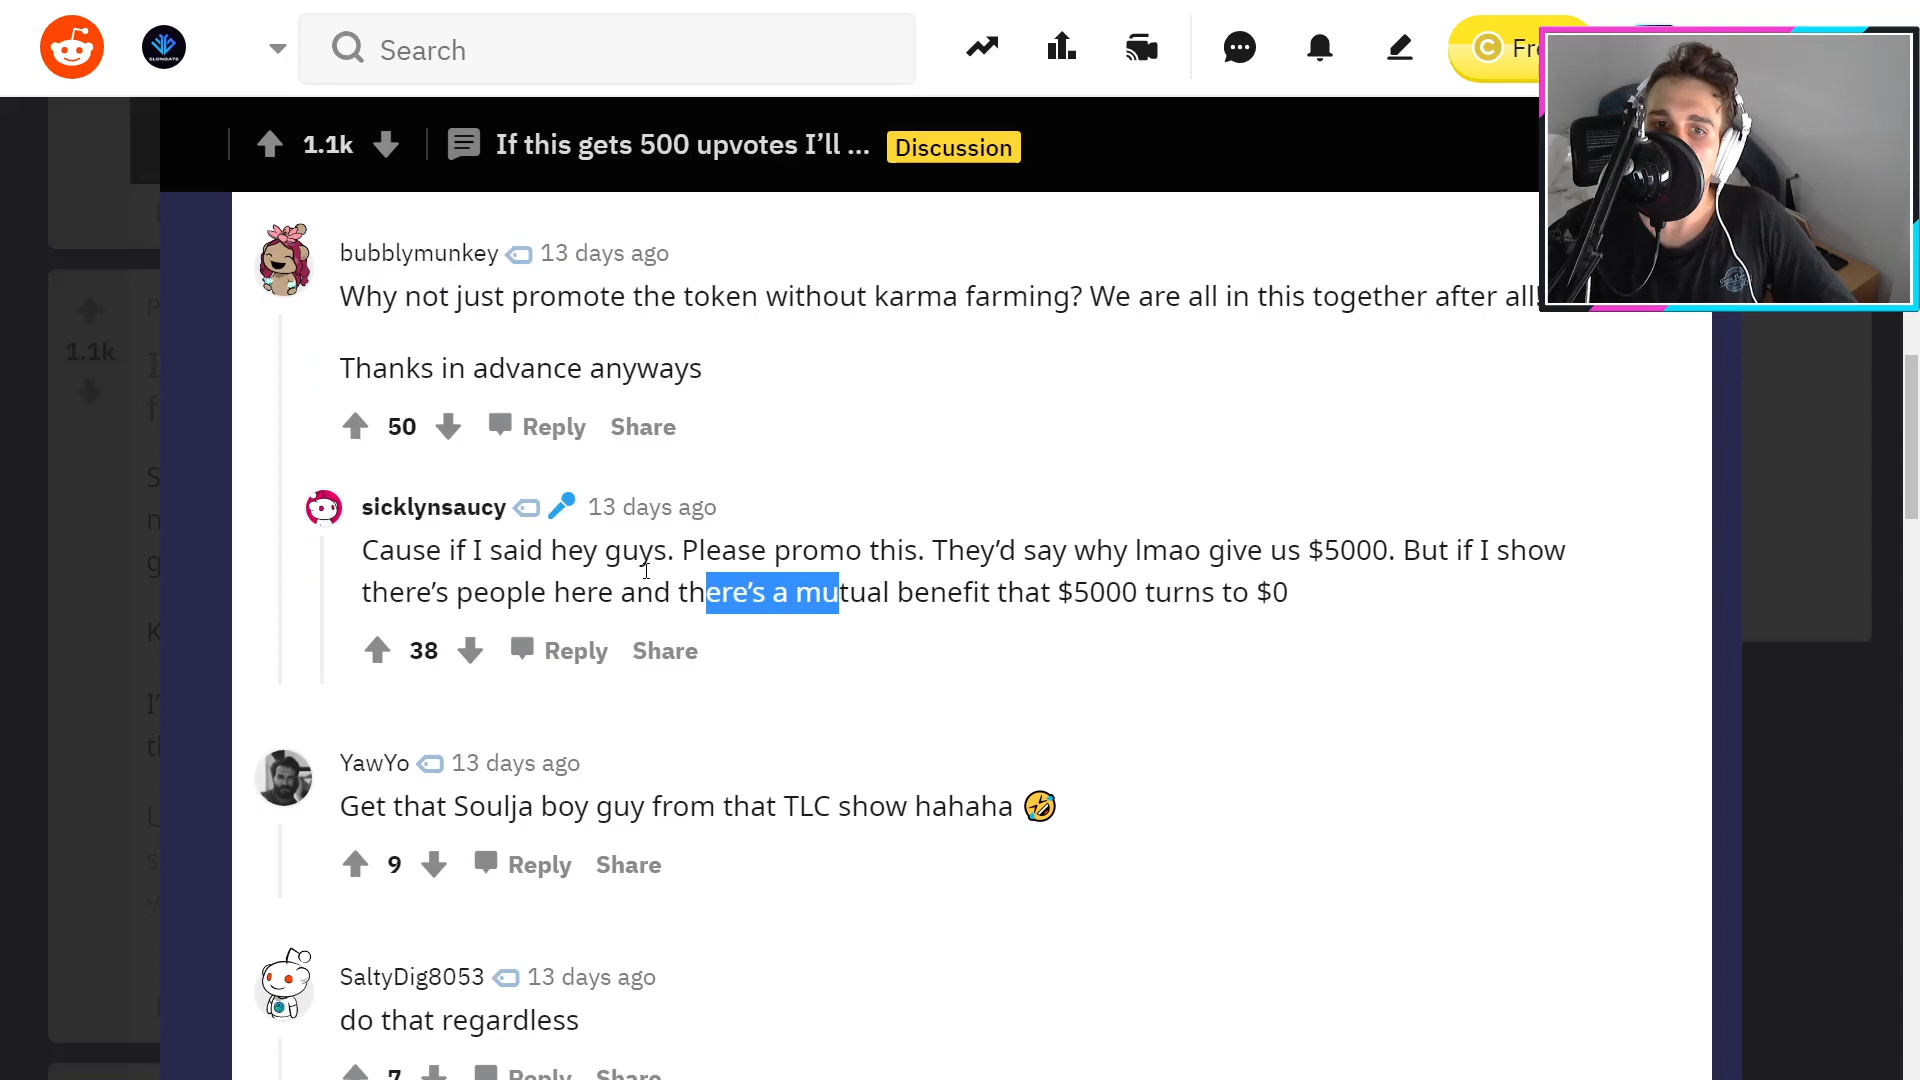 ELONGATE
Search
Fre
1.1k
If this gets 500 upvotes I’ll ...
Discussion
bubblymunkey 13 days ago
Why not just promote the token without karma farming? We are all in this together after all!
Thanks in advance anyways
50 Reply Share
sicklynsaucy 13 days ago
Cause if I said hey guys. Please promo this. They’d say why lmao give us $5000. But if I show
there’s people here and there’s a mutual benefit that $5000 turns to $0
38 Reply Share
YawYo 13 days ago
Get that Soulja boy guy from that TLC show hahaha 🤣
9 Reply Share
SaltyDig8053 13 days ago
do that regardless
7 Reply Share
1.1k